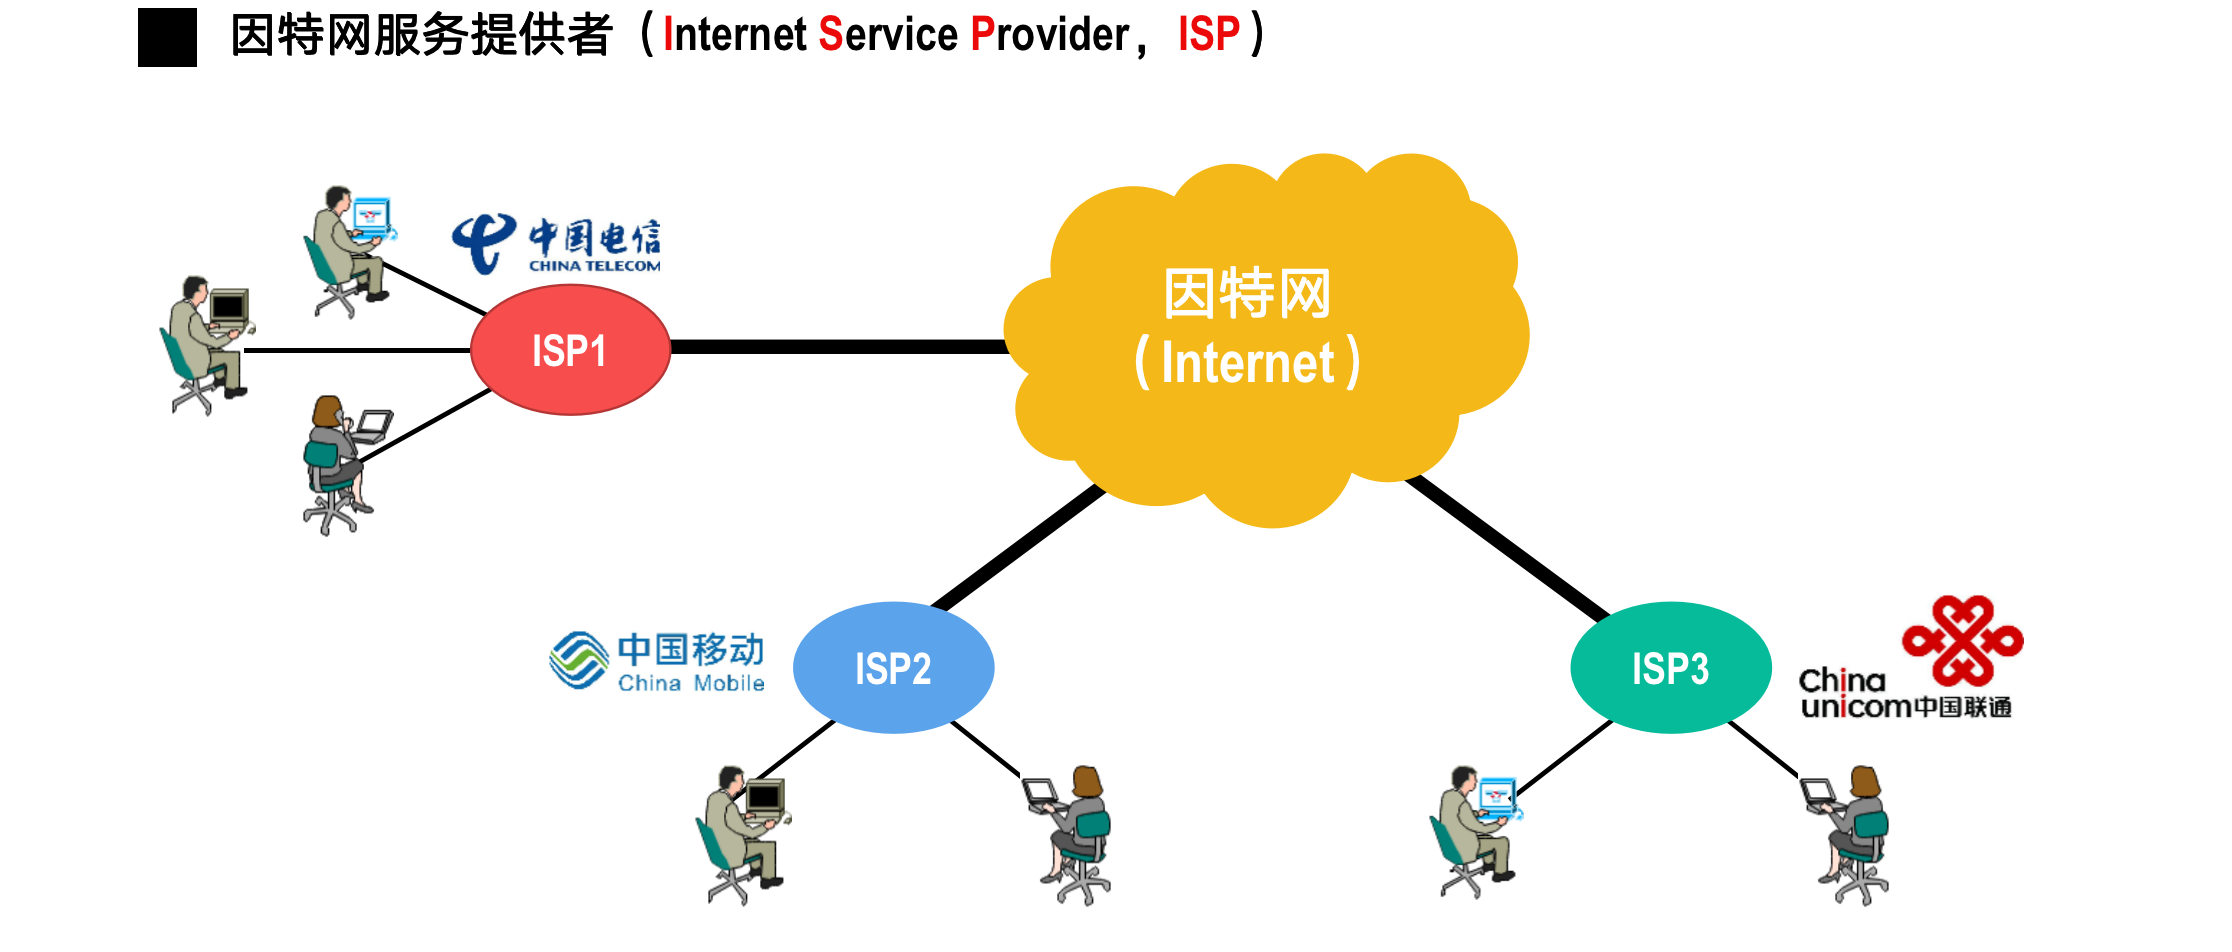 因特网服务提供者（Internet Service Provider，ISP）
中国电信
CHINA TELECOM
ISP1
因特网
（Internet）
中国移动
China Mobile
ISP2
ISP3
China
unicom中国联通